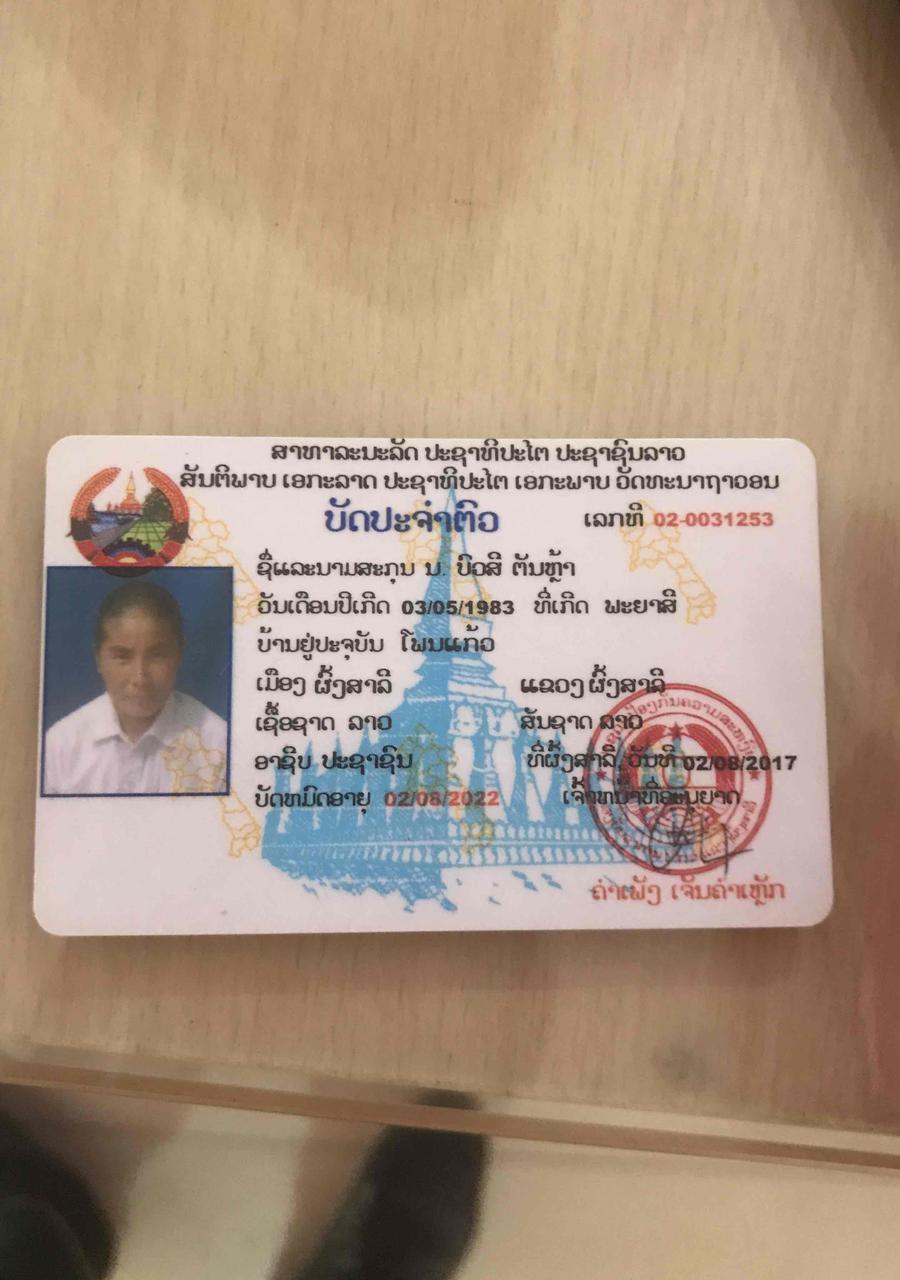 ສາທາລະນະລັດ ປະຊາທິປະໄຕ ປະຊາຊົນລາວ
ສັນຕິພາບ ເອກະລາດ ປະຊາທິປະໄຕ ເອກະພາບ ວັດທະນາຖາວອນ
ບັດປະຈຳຕົວ ເລກທີ 02-0031253
ຊື່ແລະນາມສະກຸນ ນ. ບົວສີ ຕັນຫຼ້າ
ວັນເດືອນປີເກີດ 03/05/1983 ທີ່ເກີດ ພະຍາສີ
ບ້ານຢູ່ປະຈຸບັນ ໂພນແກ້ວ
ເມືອງ ຜົ້ງສາລີ ແຂວງ ຜົ້ງສາລີ
ເຊື້ອຊາດ ລາວ ສັນຊາດ ລາວ
ອາຊີບ ປະຊາຊົນ ທີ່ຜົ້ງສາລີ, ວັນທີ 02/08/2017
ບັດຫມົດອາຍຸ 02/08/2022 ເຈົ້າຫນ້າທີ່ອະນຸຍາດ
ຄຳເພັງ ເຈັນຄຳເຫຼັກ